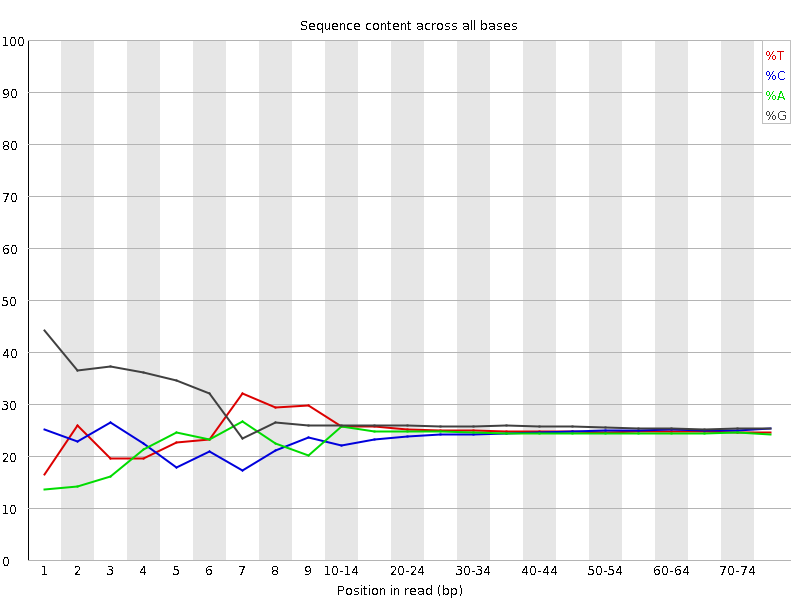 Sequence content across all bases
100
90
80
70
60
50
40
30
20
10
0
%T
%C
%A
%G
1 2 3 4 5 6 7 8 9 10-14 20-24 30-34 40-44 50-54 60-64 70-74
Position in read (bp)